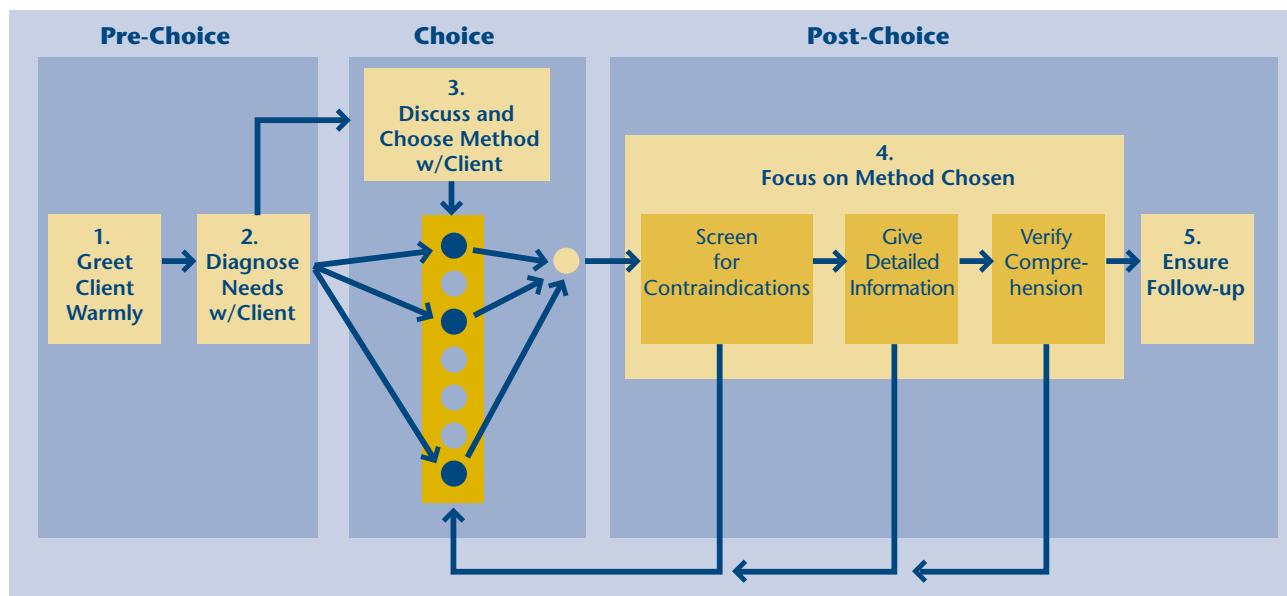 Pre-Choice
Choice
Post-Choice
1.
Greet
Client
Warmly
2.
Diagnose
Needs
w/Client
3.
Discuss and
Choose Method
w/Client
4.
Focus on Method Chosen
Screen
for
Contraindications
Give
Detailed
Information
Verify
Compre-
hension
5.
Ensure
Follow-up